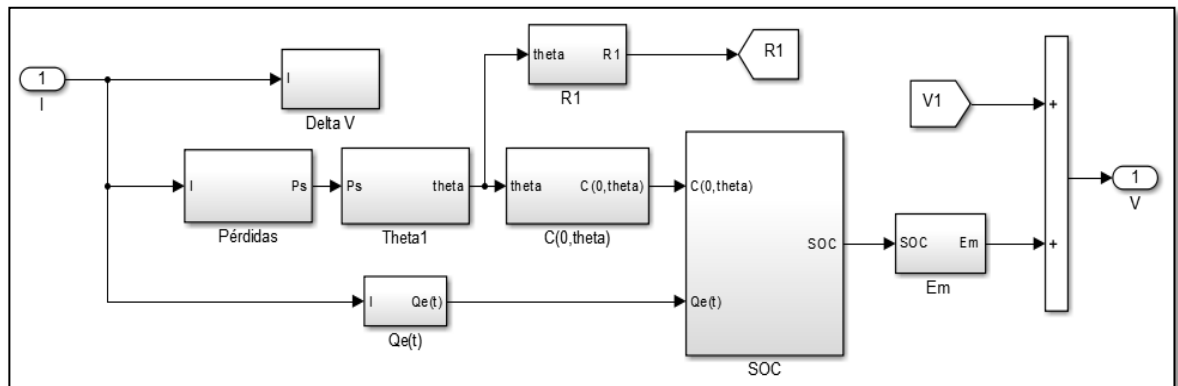 1
I
I
Delta V
theta R1
R1
R1
V1
+
I Ps
Pérdidas
Ps theta
Theta1
theta C(0,theta)
C(0,theta)
C(0,theta)
SOC
Qe(t)
SOC
I Qe(t)
Qe(t)
SOC Em
Em
+
1
V